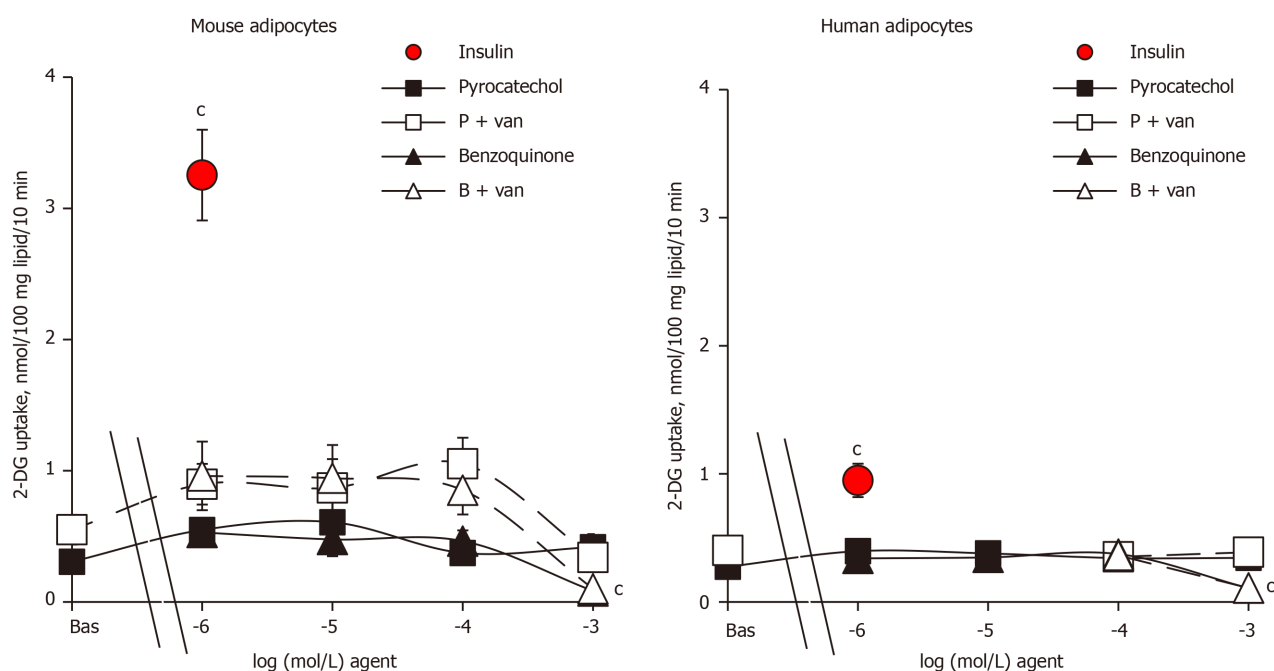 Mouse adipocytes
Insulin
Pyrocatechol
P + van
Benzoquinone
B + van
2-DG uptake, nmol/100 mg lipid/10 min
4
3
2
1
0
c
c
Bas
-6
-5
-4
-3
log (mol/L) agent
Human adipocytes
Insulin
Pyrocatechol
P + van
Benzoquinone
B + van
2-DG uptake, nmol/100 mg lipid/10 min
4
3
2
1
0
c
c
Bas
-6
-5
-4
-3
log (mol/L) agent